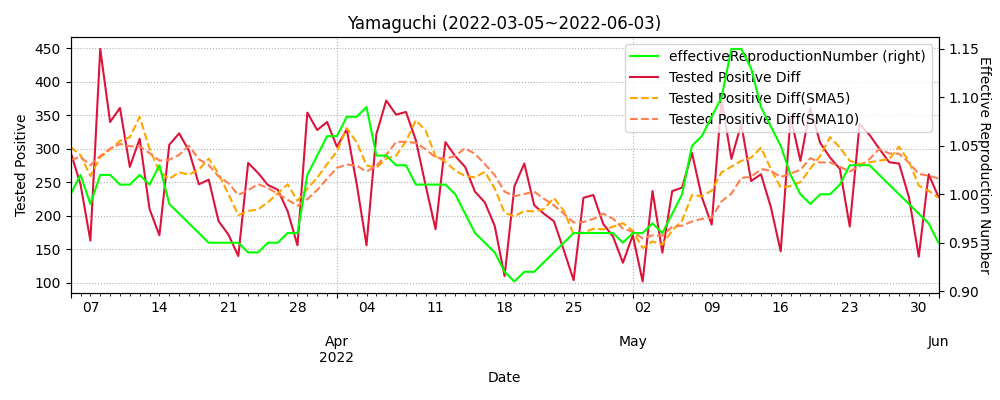 Yamaguchi (2022-03-05~2022-06-03)
Tested Positive
450
400
350
300
250
200
150
100
effectiveReproductionNumber (right)
Tested Positive Diff
Tested Positive Diff(SMA5)
Tested Positive Diff(SMA10)
1.15
1.10
1.05
1.00
0.95
0.90
Effective Reproduction Number
07 14 21 28 04 11 18 25 02 09 16 23 30
Apr May Jun
2022
Date